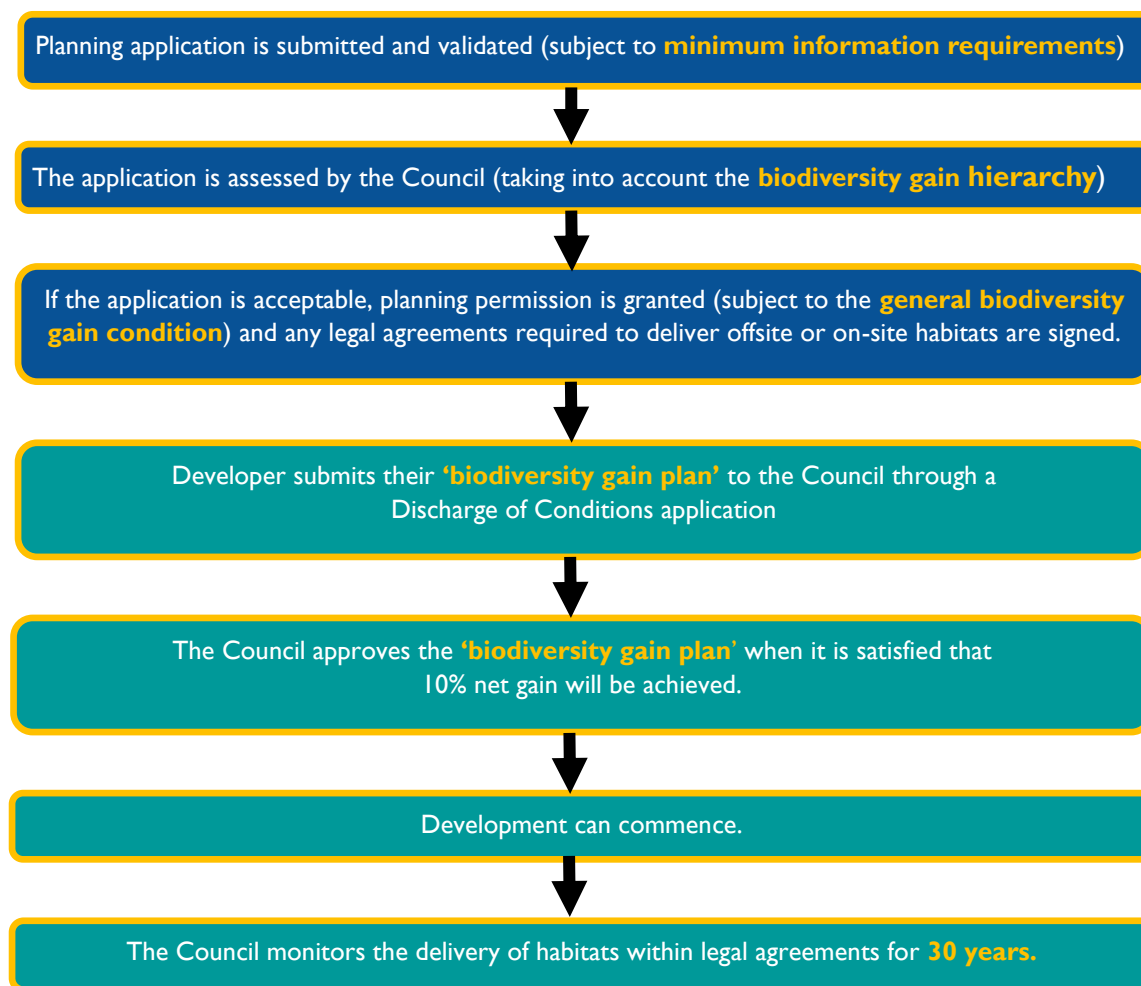 Planning application is submitted and validated (subject to minimum information requirements)
The application is assessed by the Council (taking into account the biodiversity gain hierarchy)
If the application is acceptable, planning permission is granted (subject to the general biodiversity
gain condition) and any legal agreements required to deliver offsite or on-site habitats are signed.
Developer submits their ‘biodiversity gain plan’ to the Council through a
Discharge of Conditions application
The Council approves the ‘biodiversity gain plan’ when it is satisfied that
10% net gain will be achieved.
Development can commence.
The Council monitors the delivery of habitats within legal agreements for 30 years.